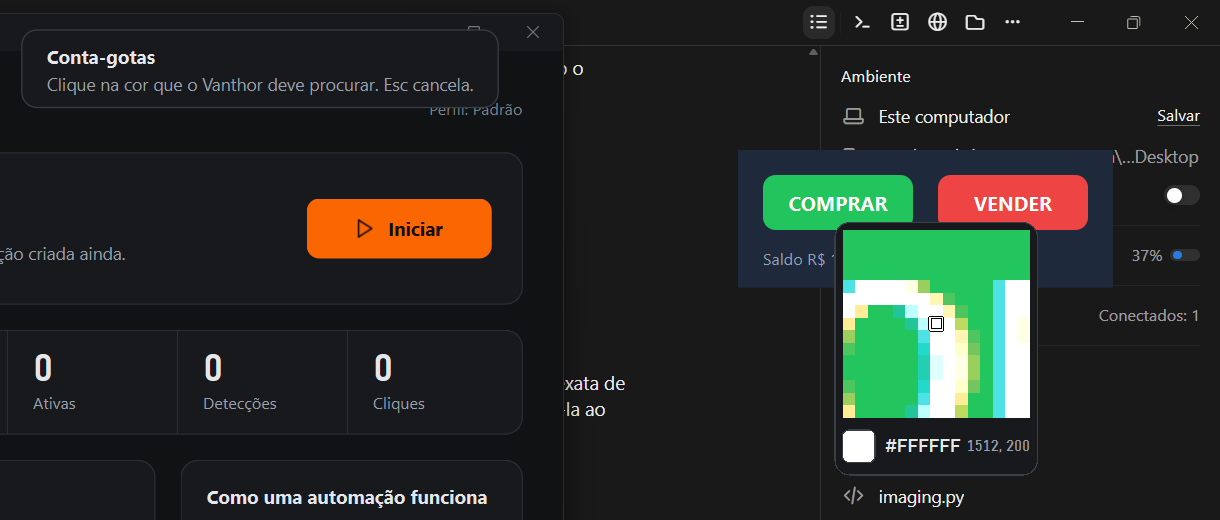 Conta-gotas
Clique na cor que o Vanthor deve procurar. Esc cancela.
Perfil: Padrão
Iniciar
ção criada ainda.
0
Ativas
0
Detecções
0
Cliques
Como uma automação funciona
o
xata de
-la ao
Ambiente
Este computador
Salvar
\...Desktop
COMPRAR
VENDER
Saldo R$
37%
Conectados: 1
#FFFFFF 1512, 200
imaging.py